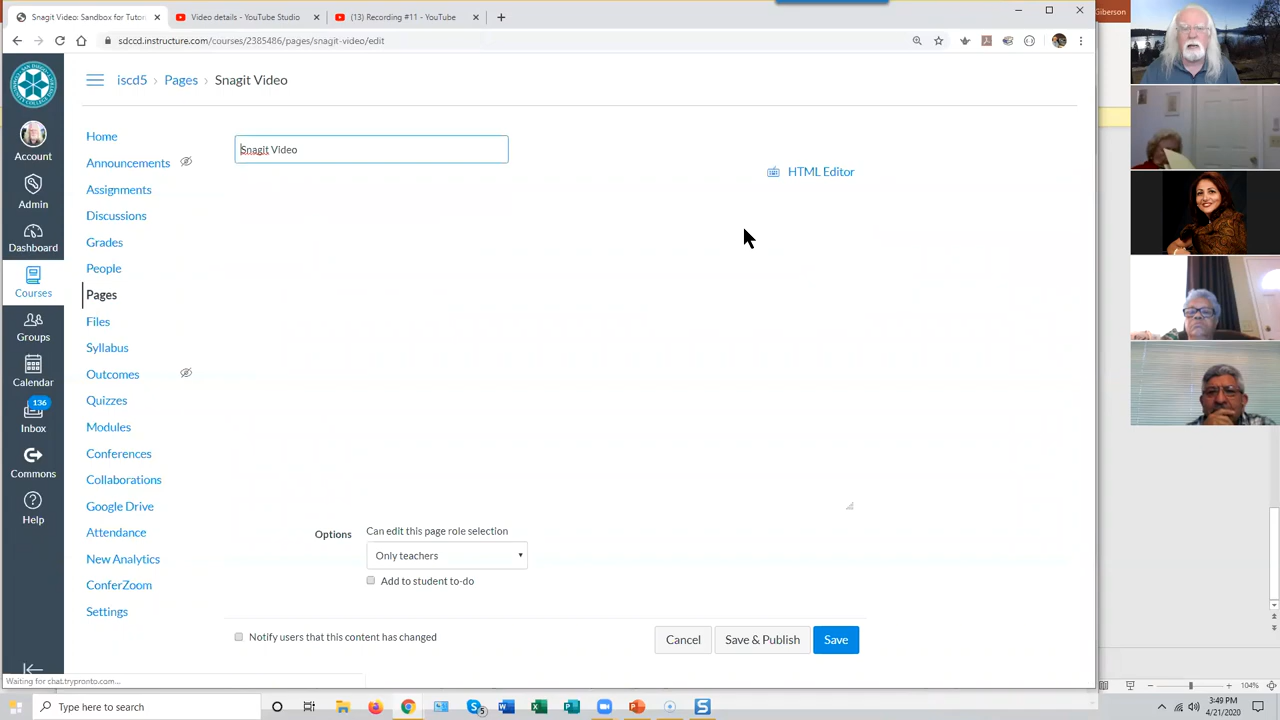 Snagit Video: Sandbox for Tutor
Video details - YouTube Studio
(13) Recording #1 - YouTube
Giberson
sdccd.instructure.com/courses/2385486/pages/snagit-video/edit
iscd5 › Pages › Snagit Video
Account
Admin
Dashboard
Courses
Groups
Calendar
136
Inbox
Commons
Help
Home
Announcements
Assignments
Discussions
Grades
People
Pages
Files
Syllabus
Outcomes
Quizzes
Modules
Conferences
Collaborations
Google Drive
Attendance
New Analytics
ConferZoom
Settings
Snagit Video
HTML Editor
Options
Can edit this page role selection
Only teachers
Add to student to-do
Notify users that this content has changed
Cancel
Save & Publish
Save
Waiting for chat.trypronto.com...
104%
Type here to search
5
3:49 PM
4/21/2020